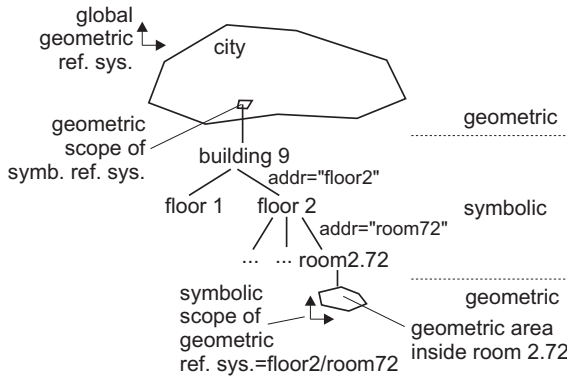 global
geometric
ref. sys.
city
geometric
scope of
symb. ref. sys.
geometric
building 9
addr="floor2"
floor 1
floor 2
symbolic
addr="room72"
... ... room2.72
symbolic
scope of
geometric
ref. sys.=floor2/room72
geometric
geometric area
inside room 2.72